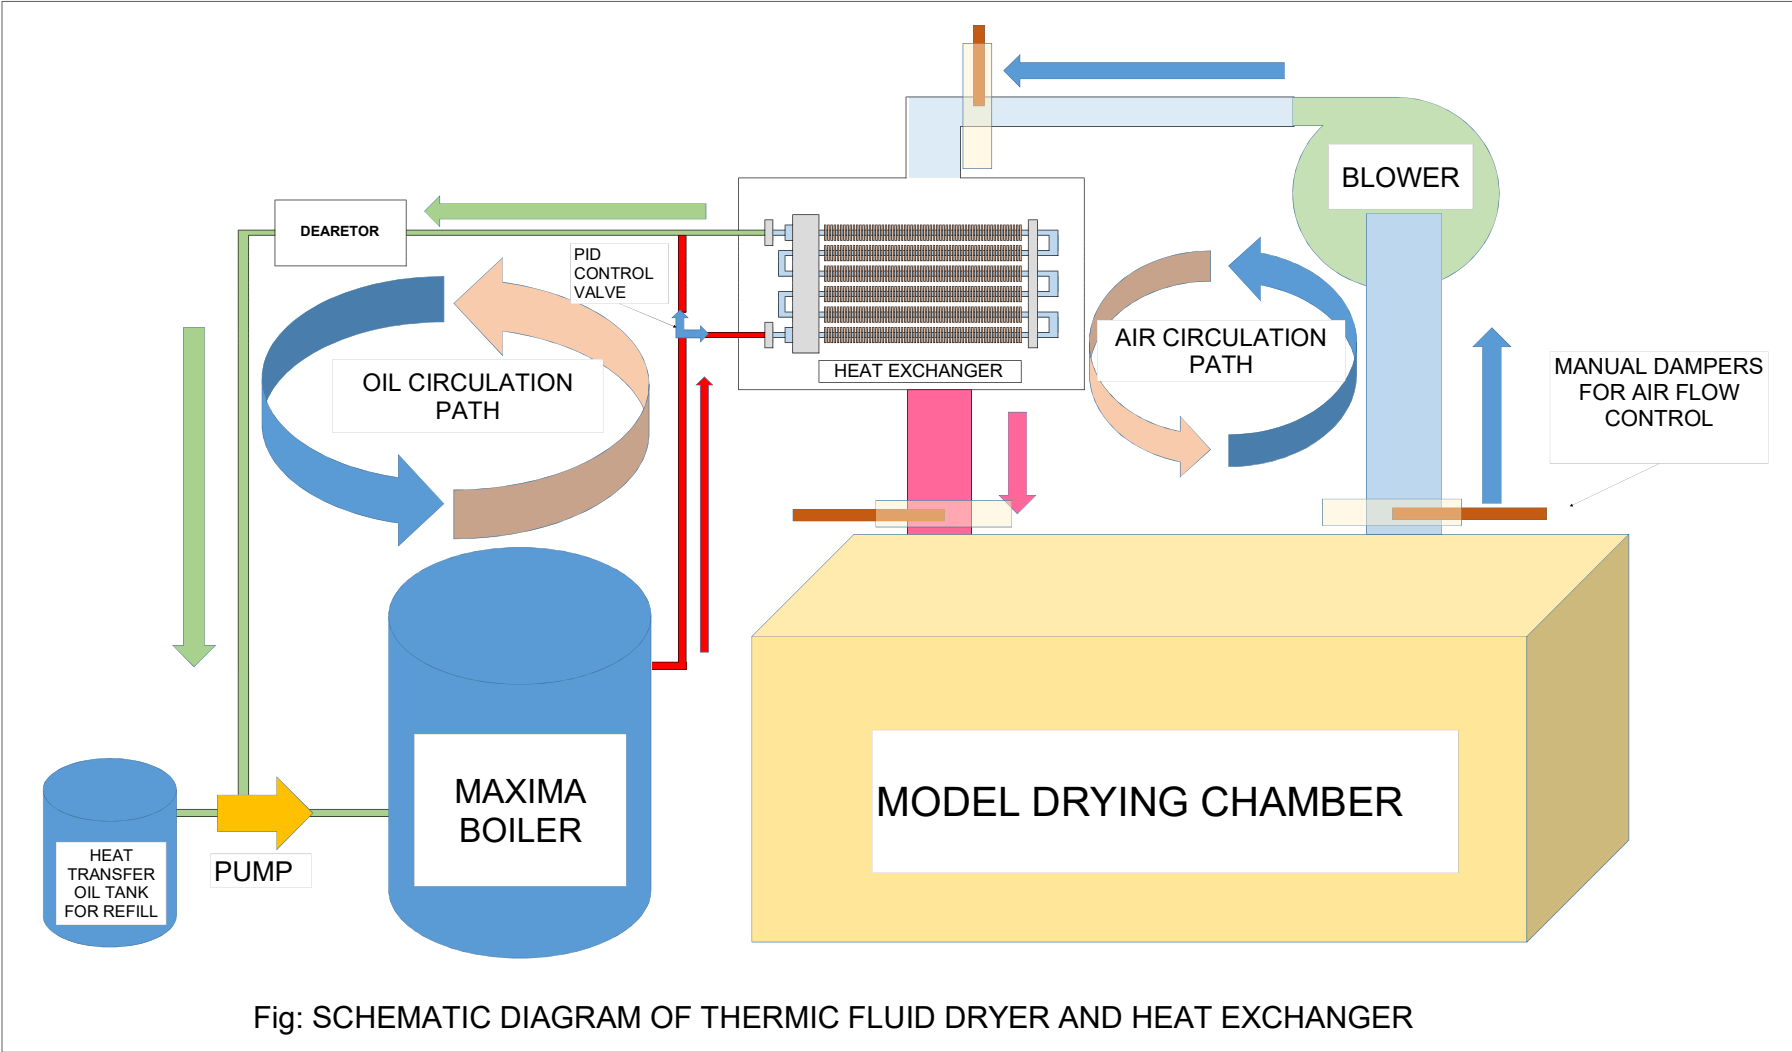 BLOWER
DEARETOR
PID
CONTROL
VALVE
AIR CIRCULATION
PATH
HEAT EXCHANGER
OIL CIRCULATION
PATH
MANUAL DAMPERS
FOR AIR FLOW
CONTROL
MAXIMA
BOILER
MODEL DRYING CHAMBER
HEAT
TRANSFER
OIL TANK
FOR REFILL
PUMP
Fig: SCHEMATIC DIAGRAM OF THERMIC FLUID DRYER AND HEAT EXCHANGER